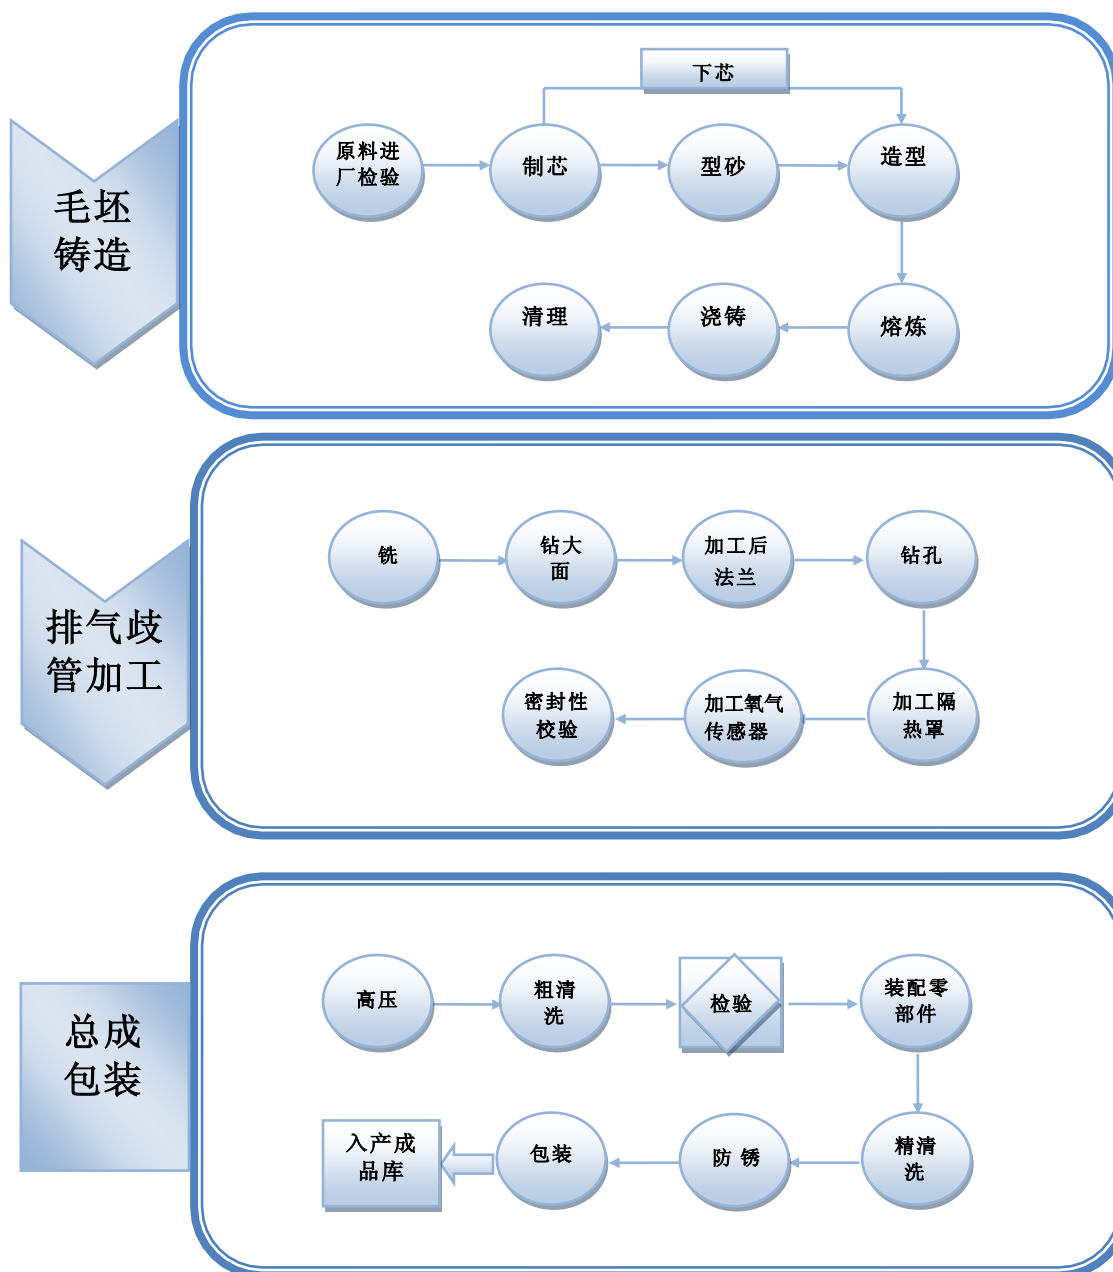 下芯
原料进
厂检验
制芯
型砂
造型
毛坯
铸造
清理
浇铸
熔炼
铣
钻大
面
加工后
法兰
钻孔
排气歧
管加工
密封性
校验
加工氧气
传感器
加工隔
热罩
高压
粗清
洗
检验
装配零
部件
总成
包装
入产成
品库
包装
防 锈
精清
洗